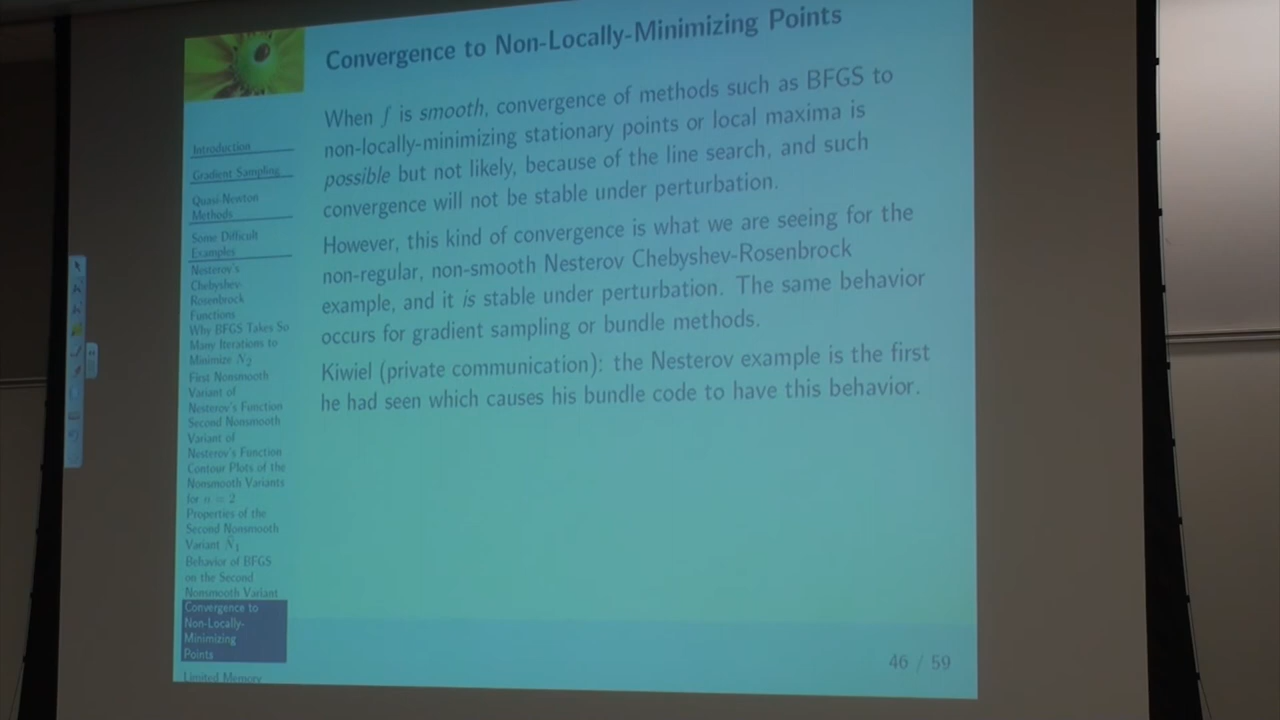 Convergence to Non-Locally-Minimizing Points
When f is smooth, convergence of methods such as BFGS to
non-locally-minimizing stationary points or local maxima is
possible but not likely, because of the line search, and such
convergence will not be stable under perturbation.
However, this kind of convergence is what we are seeing for the
non-regular, non-smooth Nesterov Chebyshev-Rosenbrock
example, and it is stable under perturbation. The same behavior
occurs for gradient sampling or bundle methods.
Kiwiel (private communication): the Nesterov example is the first
he had seen which causes his bundle code to have this behavior.
Introduction
Gradient Sampling
Quasi-Newton
Methods
Some Difficult
Examples
Nesterov's
Chebyshev-
Rosenbrock
Functions
Why BFGS Takes So
Many Iterations to
Minimize N₂
First Nonsmooth
Variant of
Nesterov's Function
Second Nonsmooth
Variant of
Nesterov's Function
Contour Plots of the
Nonsmooth Variants
for n = 2
Properties of the
Second Nonsmooth
Variant N̂₁
Behavior of BFGS
on the Second
Nonsmooth Variant
Convergence to
Non-Locally-
Minimizing
Points
Limited Memory
46 / 59